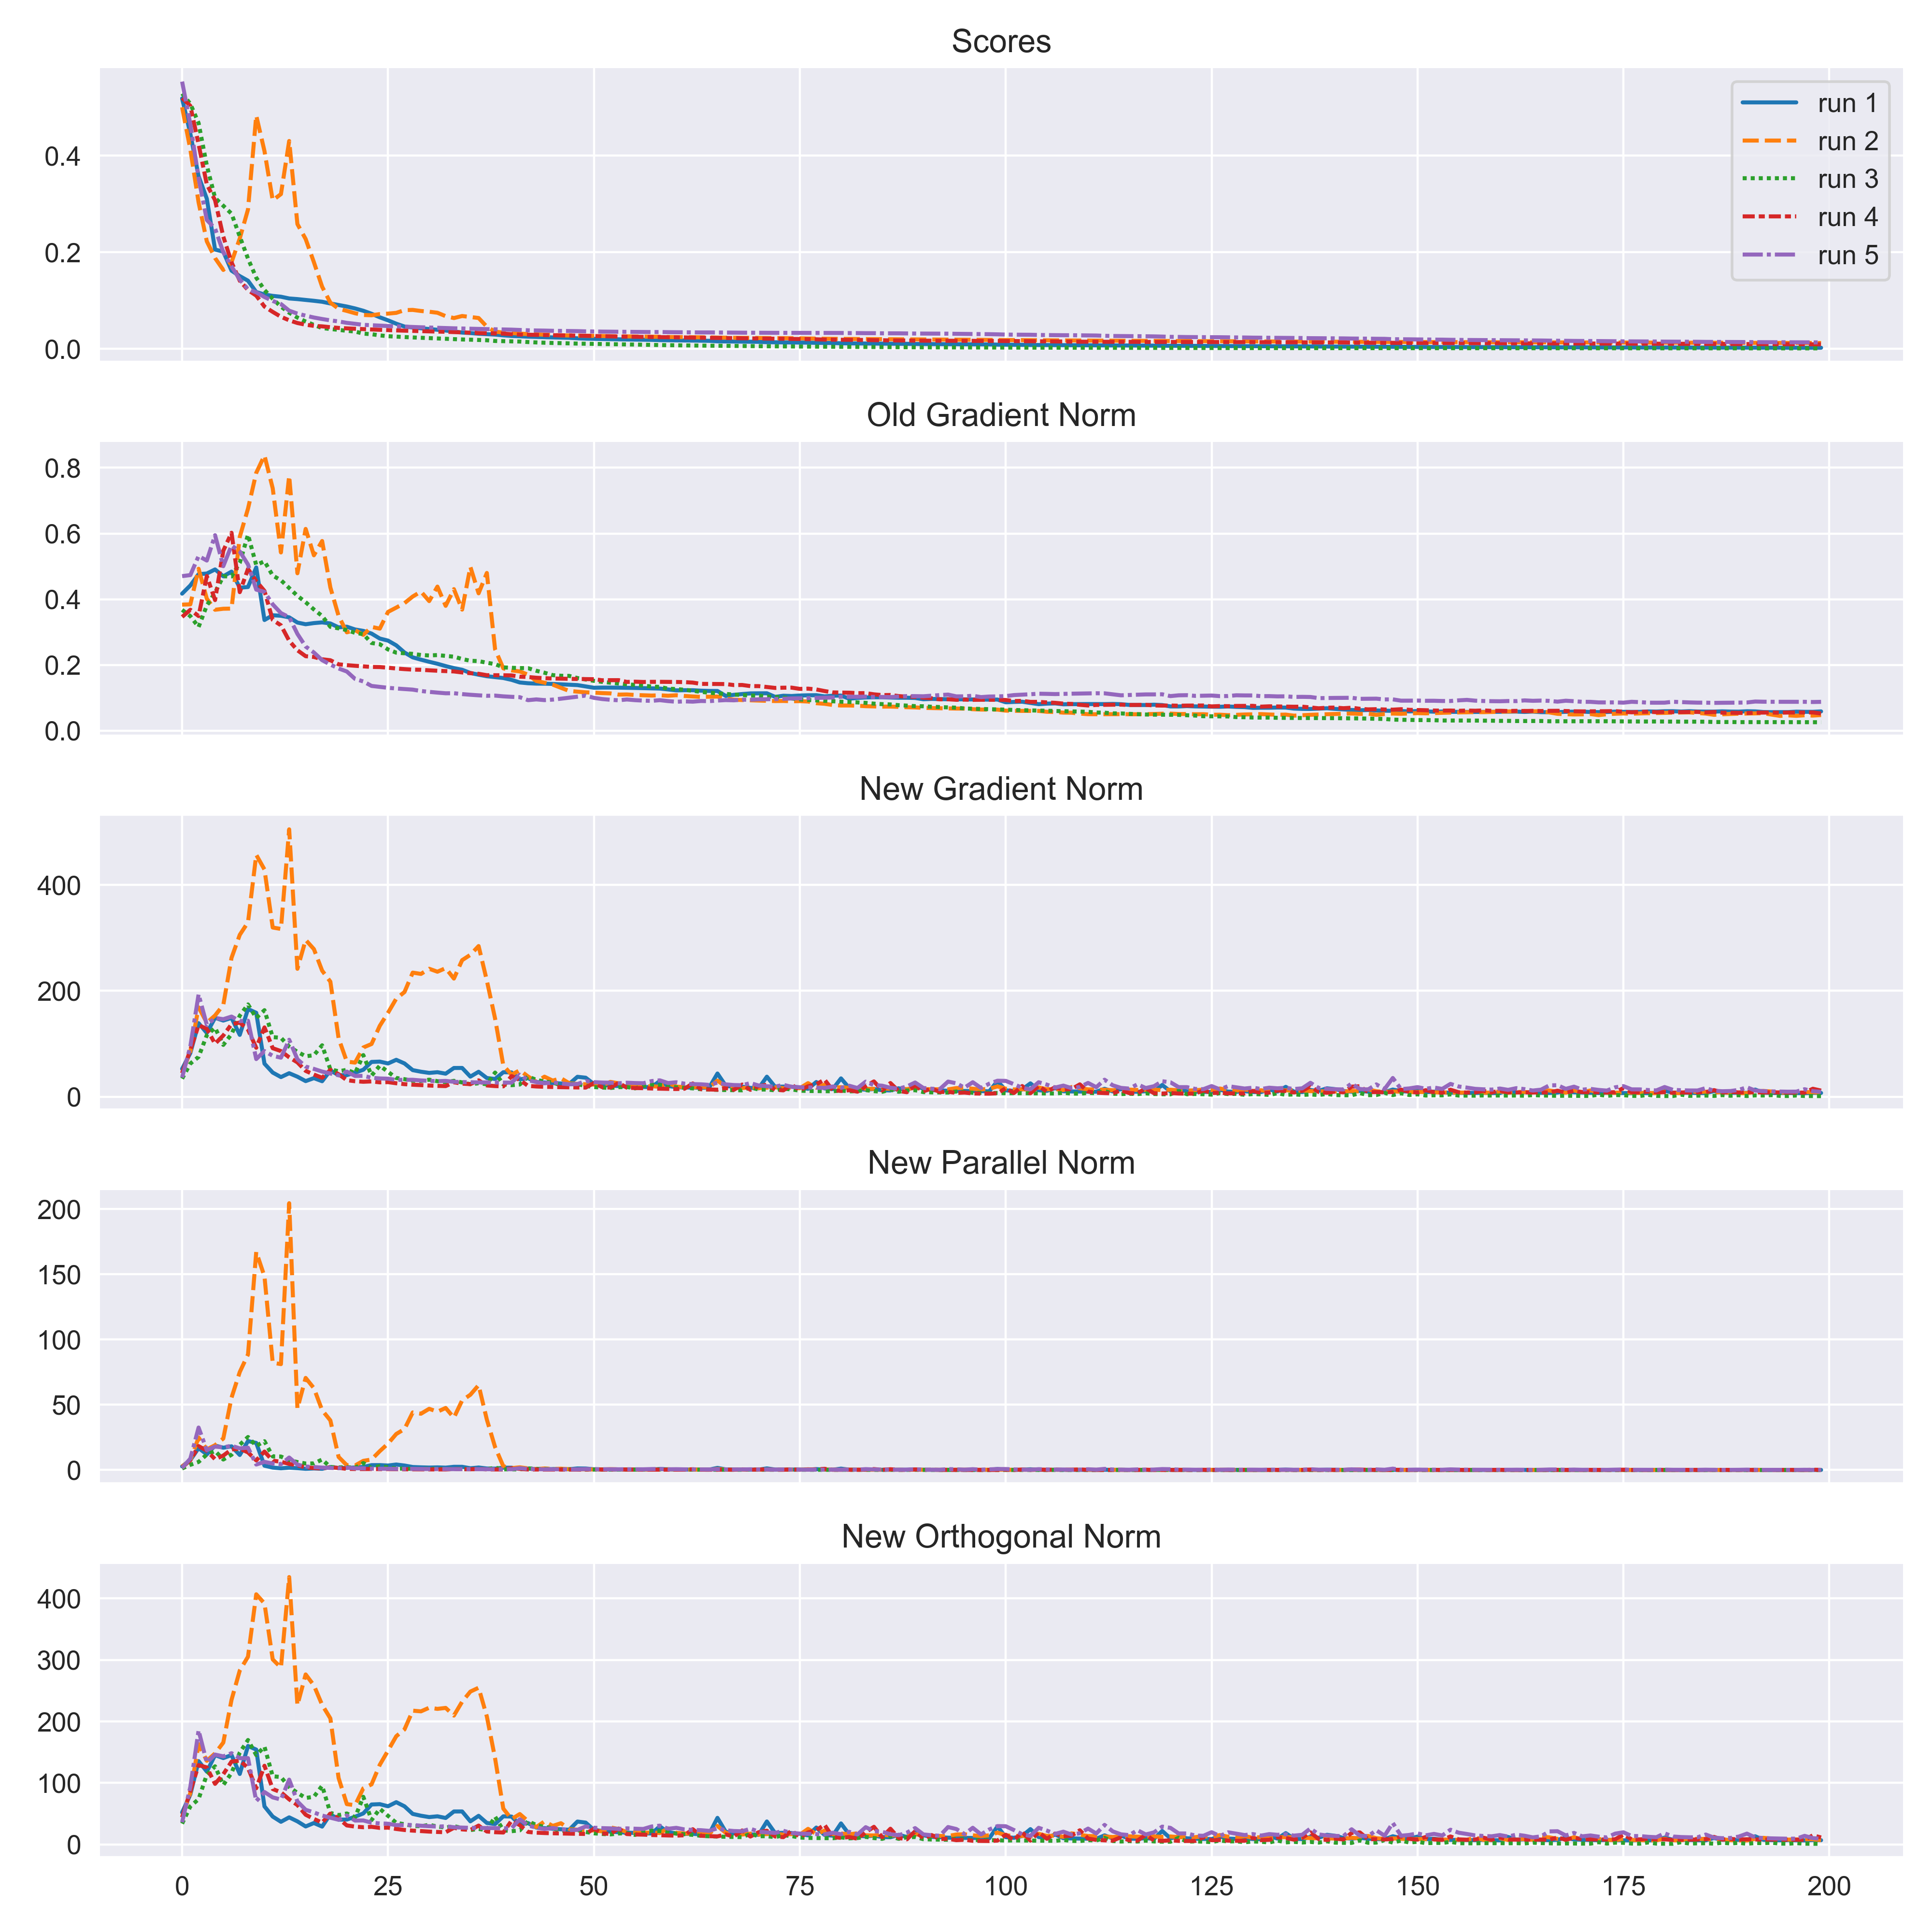 Scores
0.4
0.2
0.0
run 1
run 2
run 3
run 4
run 5
Old Gradient Norm
0.8
0.6
0.4
0.2
0.0
New Gradient Norm
400
200
0
New Parallel Norm
200
150
100
50
0
New Orthogonal Norm
400
300
200
100
0
0 25 50 75 100 125 150 175 200